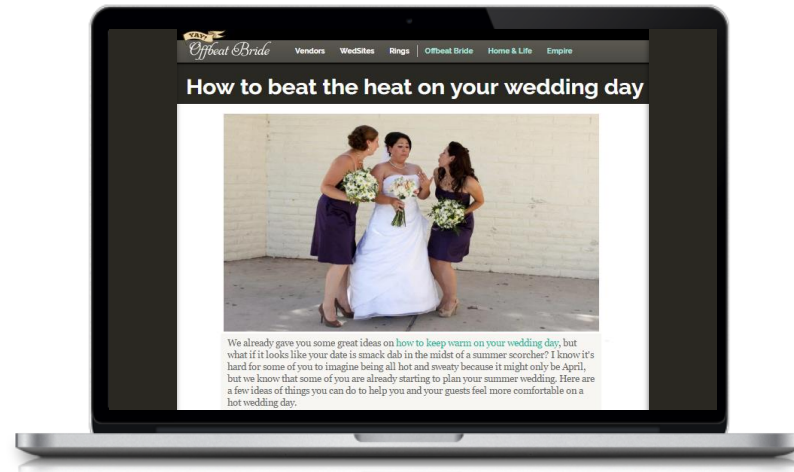 YAY!
Offbeat Bride
Vendors WedSites Rings Offbeat Bride Home & Life Empire
How to beat the heat on your wedding day
We already gave you some great ideas on how to keep warm on your wedding day, but
what if it looks like your date is smack dab in the midst of a summer scorcher? I know it's
hard for some of you to imagine being all hot and sweaty because it might only be April,
but we know that some of you are already starting to plan your summer wedding. Here are
a few ideas of things you can do to help you and your guests feel more comfortable on a
hot wedding day.